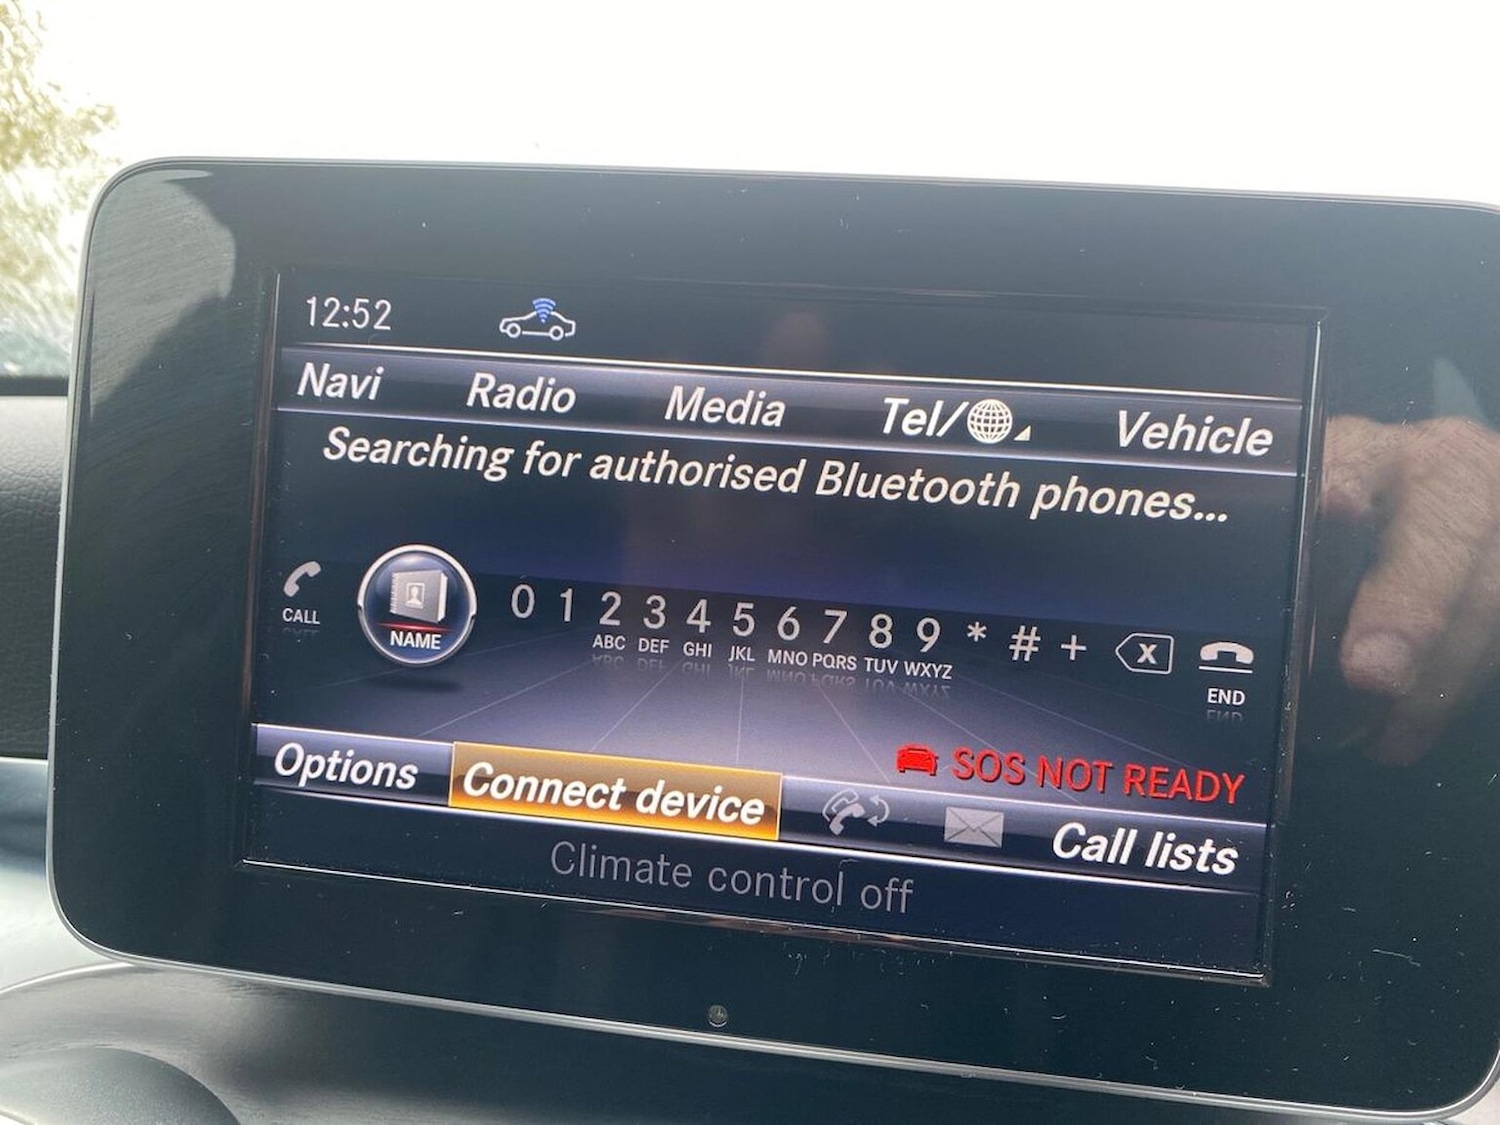 12:52
Navi Radio Media Tel/ Vehicle
Searching for authorised Bluetooth phones...
CALL NAME 0 1 2 3 4 5 6 7 8 9 * # + X
ABC DEF GHI JKL MNO PQRS TUV WXYZ END
SOS NOT READY
Options Connect device Call lists
Climate control off